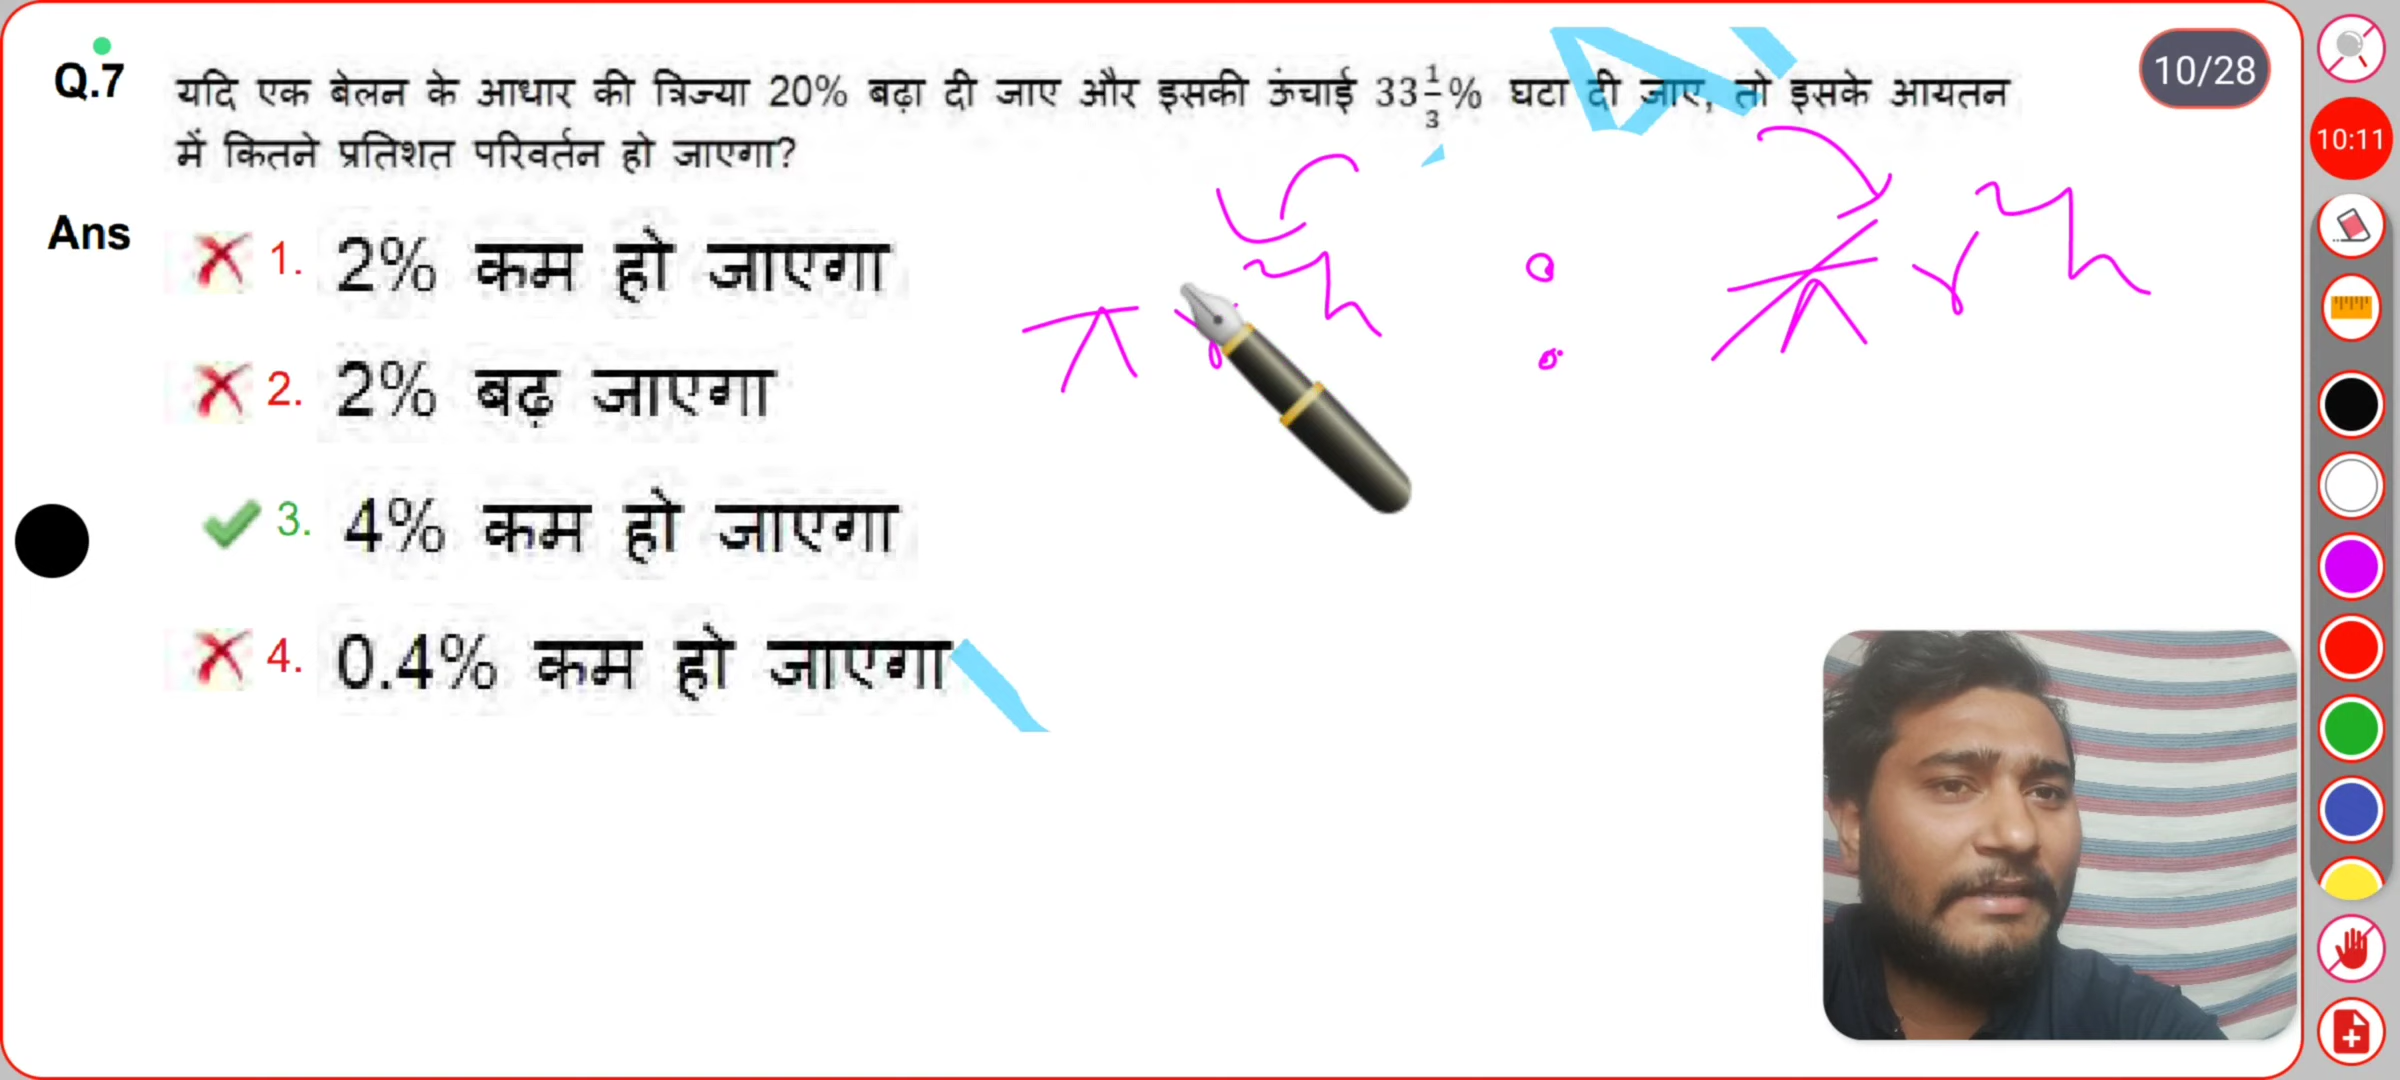 10/28
10:11
Q.7 यदि एक बेलन के आधार की त्रिज्या 20% बढ़ा दी जाए और इसकी ऊंचाई 33 1/3 % घटा दी जाए, तो इसके आयतन
में कितने प्रतिशत परिवर्तन हो जाएगा?
Ans 1. 2% कम हो जाएगा
2. 2% बढ़ जाएगा
3. 4% कम हो जाएगा
4. 0.4% कम हो जाएगा